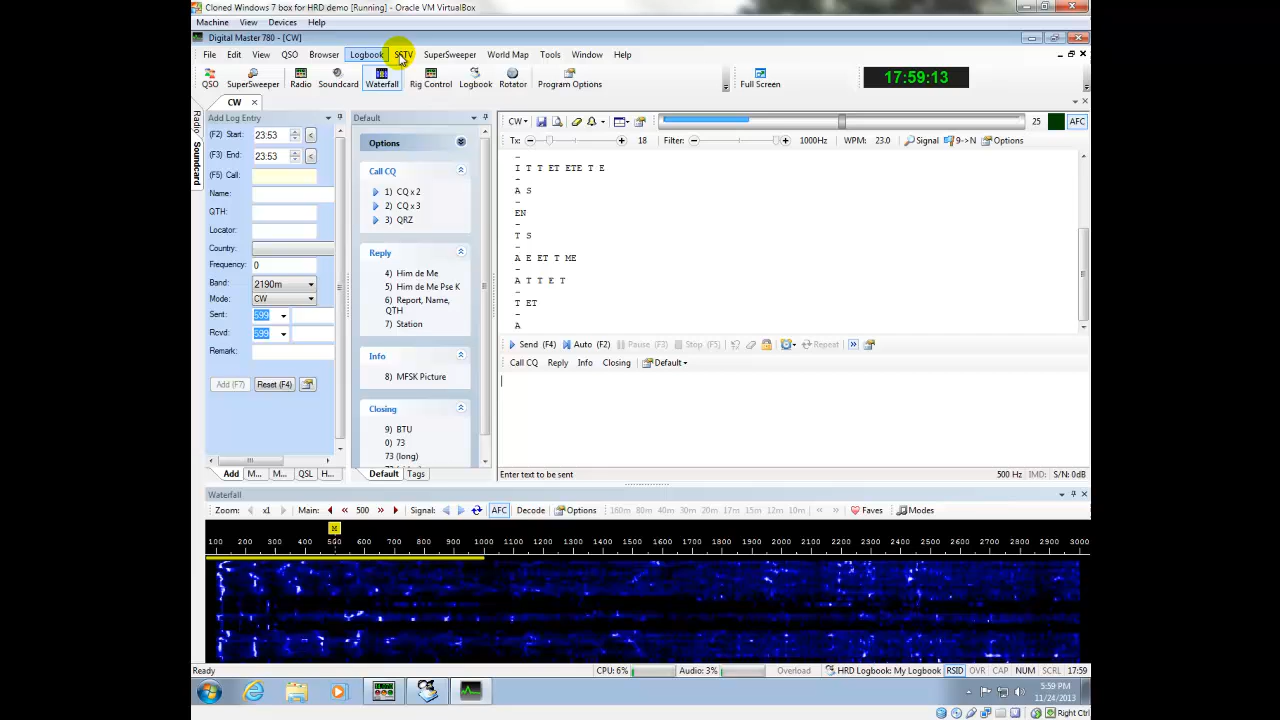 Cloned Windows 7 box for HRD demo [Running] - Oracle VM VirtualBox
Machine View Devices Help
Digital Master 780 - [CW]
File Edit View QSO Browser Logbook SSTV SuperSweeper World Map Tools Window Help
QSO SuperSweeper Radio Soundcard Waterfall Rig Control Logbook Rotator Program Options Full Screen 17:59:13
CW
Radio Soundcard
Add Log Entry
(F2) Start: 23:53 <
(F3) End: 23:53 <
(F5) Call:
Name:
QTH:
Locator:
Country:
Frequency: 0
Band: 2190m
Mode: CW
Sent: 599
Rcvd: 599
Remark:
Add (F7) Reset (F4)
Add M... M... QSL H...
Default
Options
Call CQ
1) CQ x 2
2) CQ x 3
3) QRZ
Reply
4) Him de Me
5) Him de Me Pse K
6) Report, Name,
QTH
7) Station
Info
8) MFSK Picture
Closing
9) BTU
0) 73
73 (long)
Default Tags
CW 25 AFC
Tx: 18 Filter: 1000Hz WPM: 23.0 Signal 9->N Options
-
I T T ET ETE T E
-
A S
-
EN
-
T S
-
A E ET T ME
-
A T T E T
-
T ET
-
A
Send (F4) Auto (F2) Pause (F3) Stop (F5) Repeat »
Call CQ Reply Info Closing Default
Enter text to be sent 500 Hz IMD: S/N: 0dB
Waterfall
Zoom: x1 Main: 500 Signal: AFC Decode Options 160m 80m 40m 30m 20m 17m 15m 12m 10m Faves Modes
M
100 200 300 400 500 600 700 800 900 1000 1100 1200 1300 1400 1500 1600 1700 1800 1900 2000 2100 2200 2300 2400 2500 2600 2700 2800 2900 3000
Ready CPU: 6% Audio: 3% Overload HRD Logbook: My Logbook RSID OVR CAP NUM SCRL 17:59
5:59 PM
11/24/2013
Right Ctrl